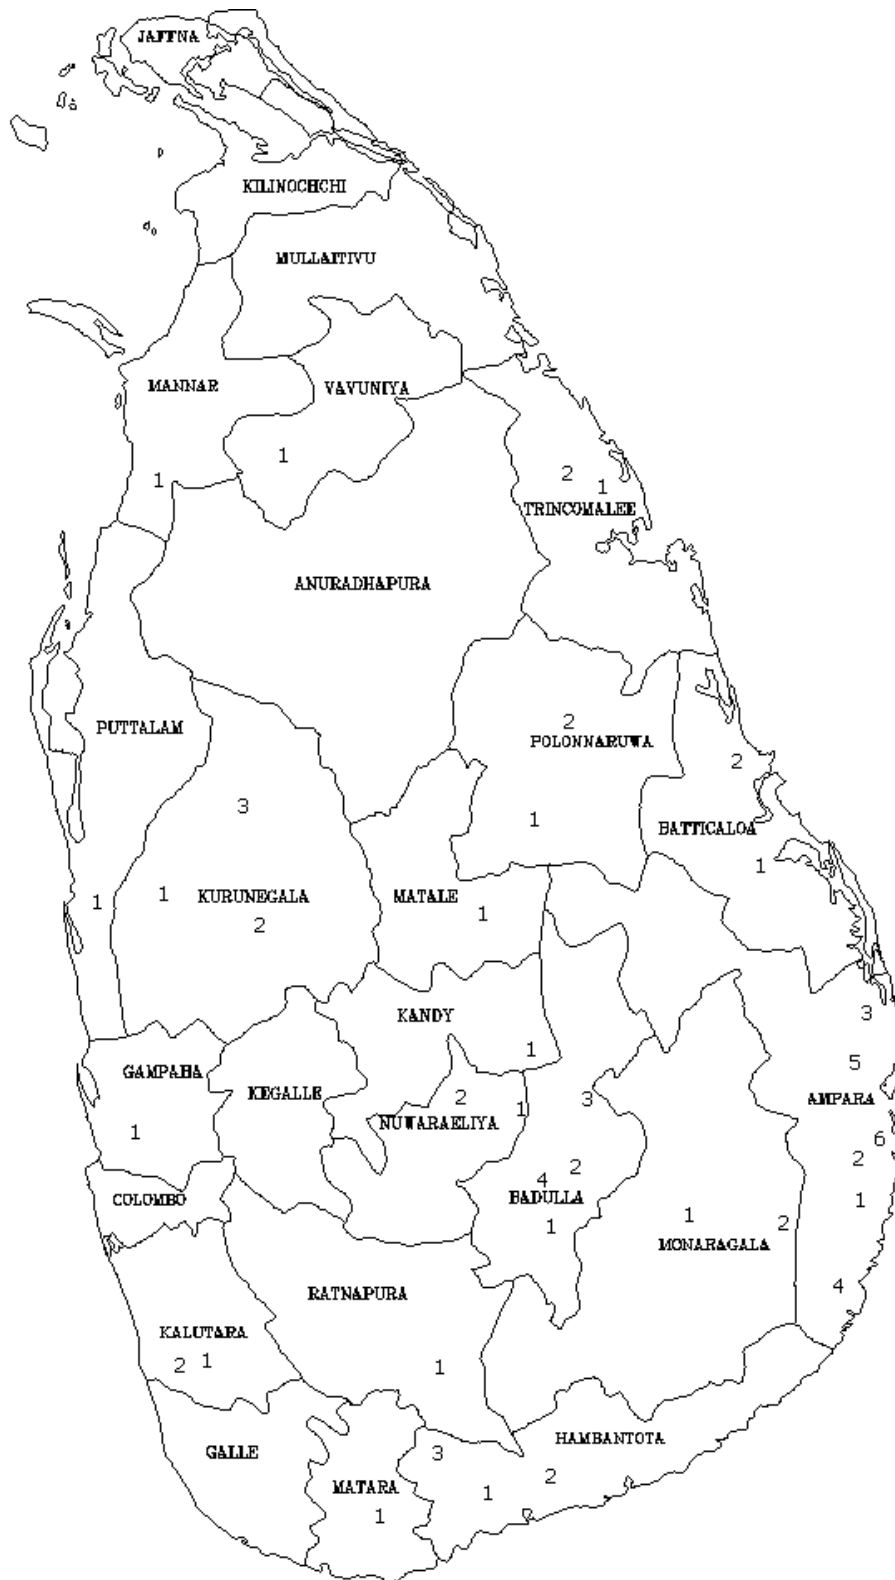 JAFFNA
KILINOCHCHI
MULLAITIVU
MANNAR
VAVUNIYA
1
1
2
1
TRINCOMALEE
ANURADHAPURA
PUTTALAM
2
POLONNARUWA
2
3
1
BATTICALOA
1
1
1
KURUNEGALA
MATALE
1
2
3
KANDY
1
5
GAMPAHA
KEGALLE
2
1
3
AMPARA
NUWARAELIYA
1
6
2
2
4
COLOMBO
BADULLA
1
1
1
2
MONARAGALA
4
RATNAPURA
KALUTARA
2
1
1
GALLE
HAMBANTOTA
3
2
MATARA
1
1